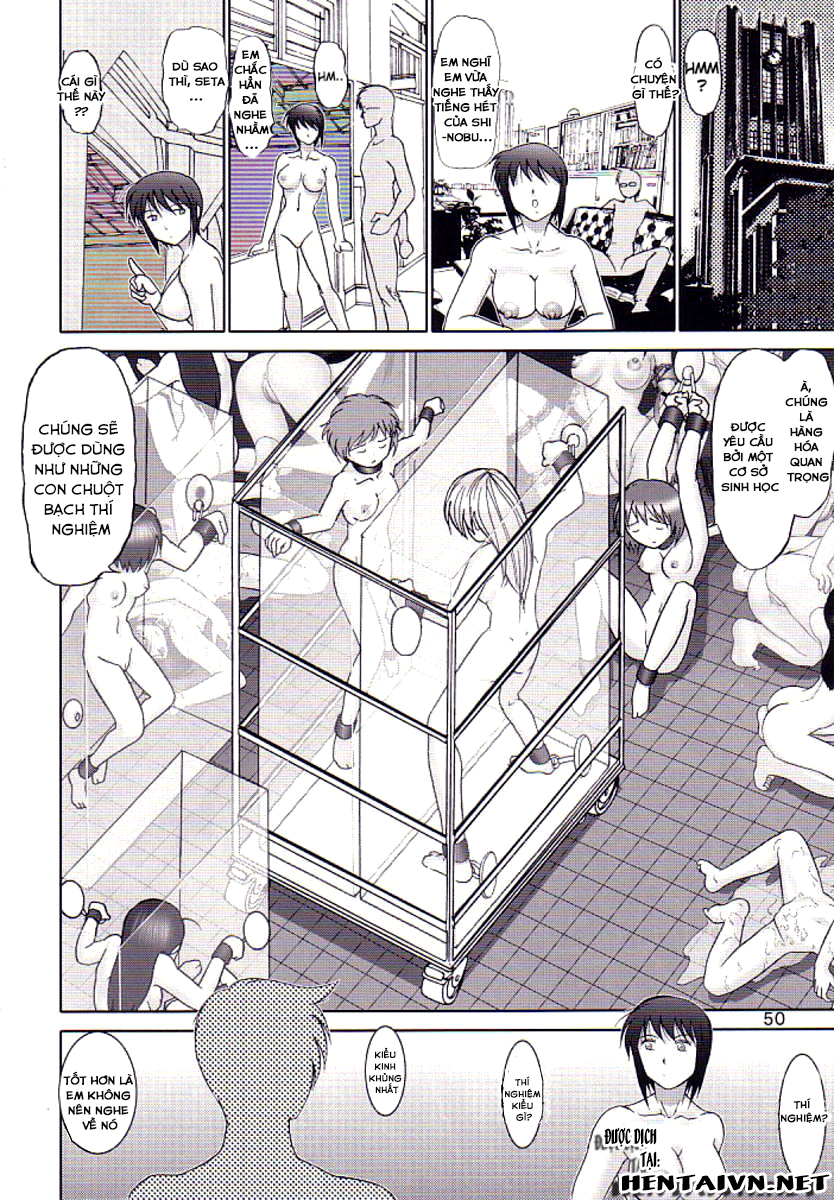 HMM
?
CÓ
CHUYỆN
GÌ THẾ?
EM NGHĨ
EM VỪA
NGHE THẤY
TIẾNG HÉT
CỦA SHI
-NOBU...
HM..
EM
CHẮC
HẲN
ĐÃ
NGHE
NHẦM
...
DÙ SAO
THÌ, SETA
...
CÁI GÌ
THẾ NÀY
??
À,
CHÚNG LÀ
HÀNG
HÓA
QUAN
TRỌNG
ĐƯỢC
YÊU CẦU
BỞI MỘT
CƠ SỞ
SINH HỌC
CHÚNG SẼ
ĐƯỢC DÙNG
NHƯ NHỮNG
CON CHUỘT
BẠCH THÍ
NGHIỆM
50
THÍ
NGHIỆM?
THÍ
NGHIỆM
KIỂU
GÌ?
KIỂU
KINH
KHỦNG
NHẤT
TỐT HƠN LÀ
EM KHÔNG
NÊN NGHE
VỀ NÓ
ĐƯỢC DỊCH
TẠI:
HENTAIVN.NET